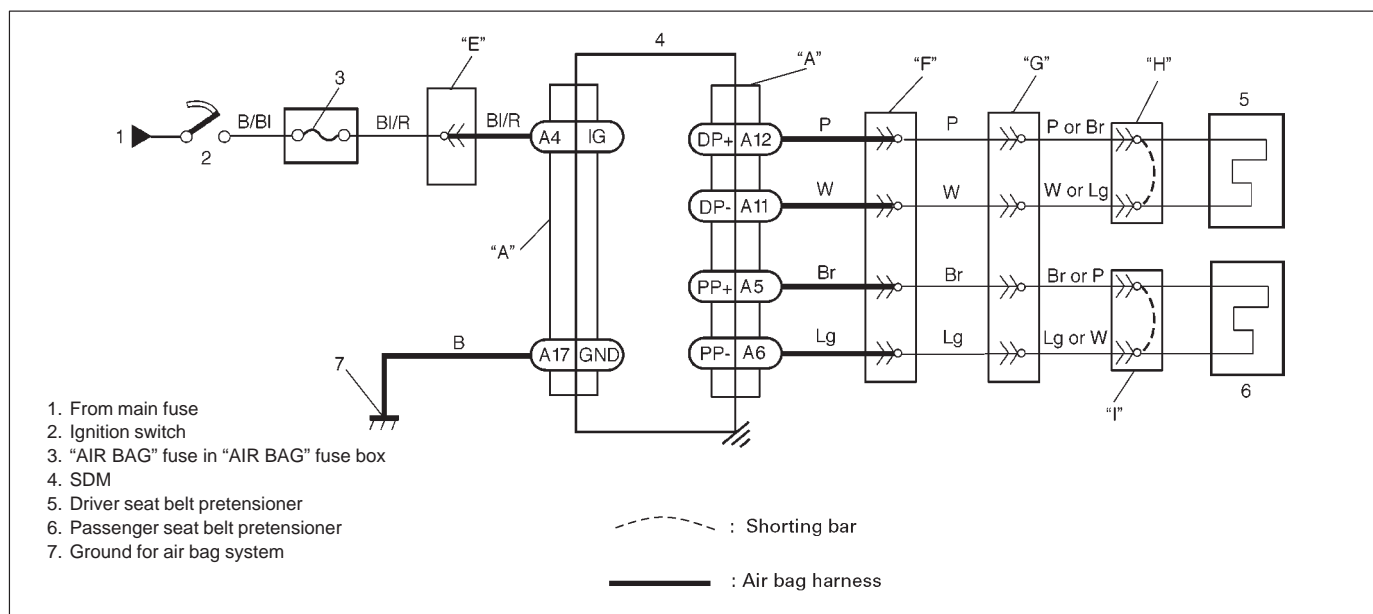 "E" 4 "A" "F" "G" "H" 5
3
1 2 B/Bl Bl/R Bl/R A4 IG DP+ A12 P P P or Br
DP- A11 W W W or Lg
"A"
PP+ A5 Br Br Br or P
PP- A6 Lg Lg Lg or W
7 B A17 GND
"I" 6
1. From main fuse
2. Ignition switch
3. "AIR BAG" fuse in "AIR BAG" fuse box
4. SDM
5. Driver seat belt pretensioner
6. Passenger seat belt pretensioner
7. Ground for air bag system
: Shorting bar
: Air bag harness